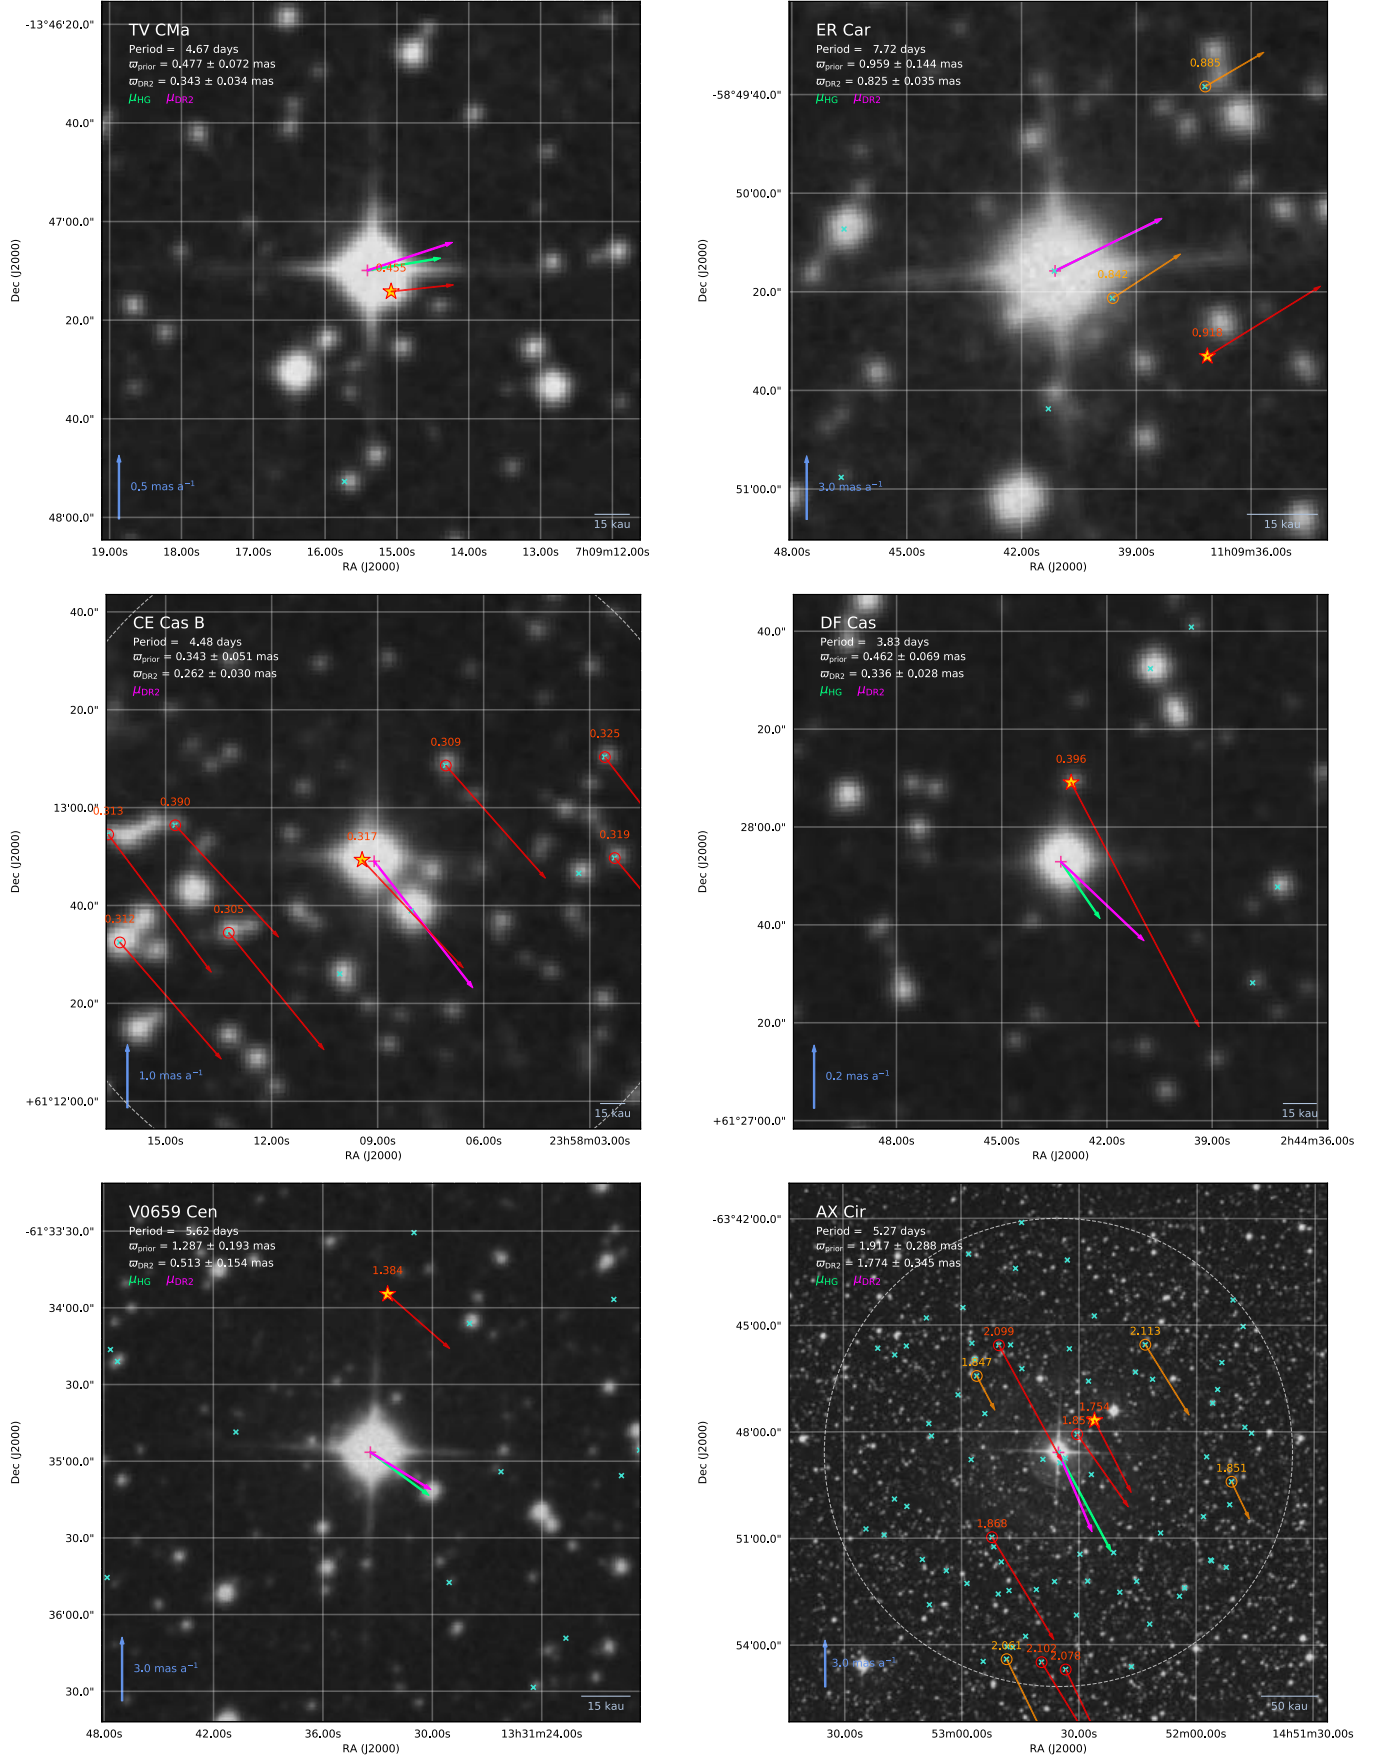 TV CMa
Period = 4.67 days
ϖprior = 0.477 ± 0.072 mas
ϖDR2 = 0.343 ± 0.034 mas
μHG μDR2
-13°46'20.0"
40.0"
47'00.0"
20.0"
40.0"
48'00.0"
Dec (J2000)
0.455
0.5 mas a⁻¹
15 kau
19.00s 18.00s 17.00s 16.00s 15.00s 14.00s 13.00s 7h09m12.00s
RA (J2000)
ER Car
Period = 7.72 days
ϖprior = 0.959 ± 0.144 mas
ϖDR2 = 0.825 ± 0.035 mas
μHG μDR2
-58°49'40.0"
50'00.0"
20.0"
40.0"
51'00.0"
Dec (J2000)
0.885
3.0 mas a⁻¹
15 kau
48.00s 45.00s 42.00s 39.00s 11h09m36.00s
RA (J2000)
CE Cas B
Period = 4.48 days
ϖprior = 0.343 ± 0.051 mas
ϖDR2 = 0.262 ± 0.030 mas
μDR2
40.0"
20.0"
13'00.0"
40.0"
20.0"
+61°12'00.0"
Dec (J2000)
0.309
0.325
0.313
0.390
0.317
0.319
0.305
1.0 mas a⁻¹
15 kau
15.00s 12.00s 09.00s 06.00s 23h58m03.00s
RA (J2000)
DF Cas
Period = 3.83 days
ϖprior = 0.462 ± 0.069 mas
ϖDR2 = 0.336 ± 0.028 mas
μHG μDR2
40.0"
20.0"
28'00.0"
40.0"
20.0"
+61°27'00.0"
Dec (J2000)
0.396
0.2 mas a⁻¹
15 kau
48.00s 45.00s 42.00s 39.00s 2h44m36.00s
RA (J2000)
V0659 Cen
Period = 5.62 days
ϖprior = 1.287 ± 0.193 mas
ϖDR2 = 0.513 ± 0.154 mas
μHG μDR2
-61°33'30.0"
34'00.0"
30.0"
35'00.0"
30.0"
36'00.0"
30.0"
Dec (J2000)
1.384
3.0 mas a⁻¹
15 kau
48.00s 42.00s 36.00s 30.00s 13h31m24.00s
RA (J2000)
AX Cir
Period = 5.27 days
ϖprior = 1.917 ± 0.288 mas
ϖDR2 = 1.774 ± 0.345 mas
μHG μDR2
-63°42'00.0"
45'00.0"
48'00.0"
51'00.0"
54'00.0"
Dec (J2000)
2.099
2.113
1.847
1.754
1.851
1.868
2.102
2.078
3.0 mas a⁻¹
50 kau
30.00s 53m00.00s 30.00s 52m00.00s 14h51m30.00s
RA (J2000)